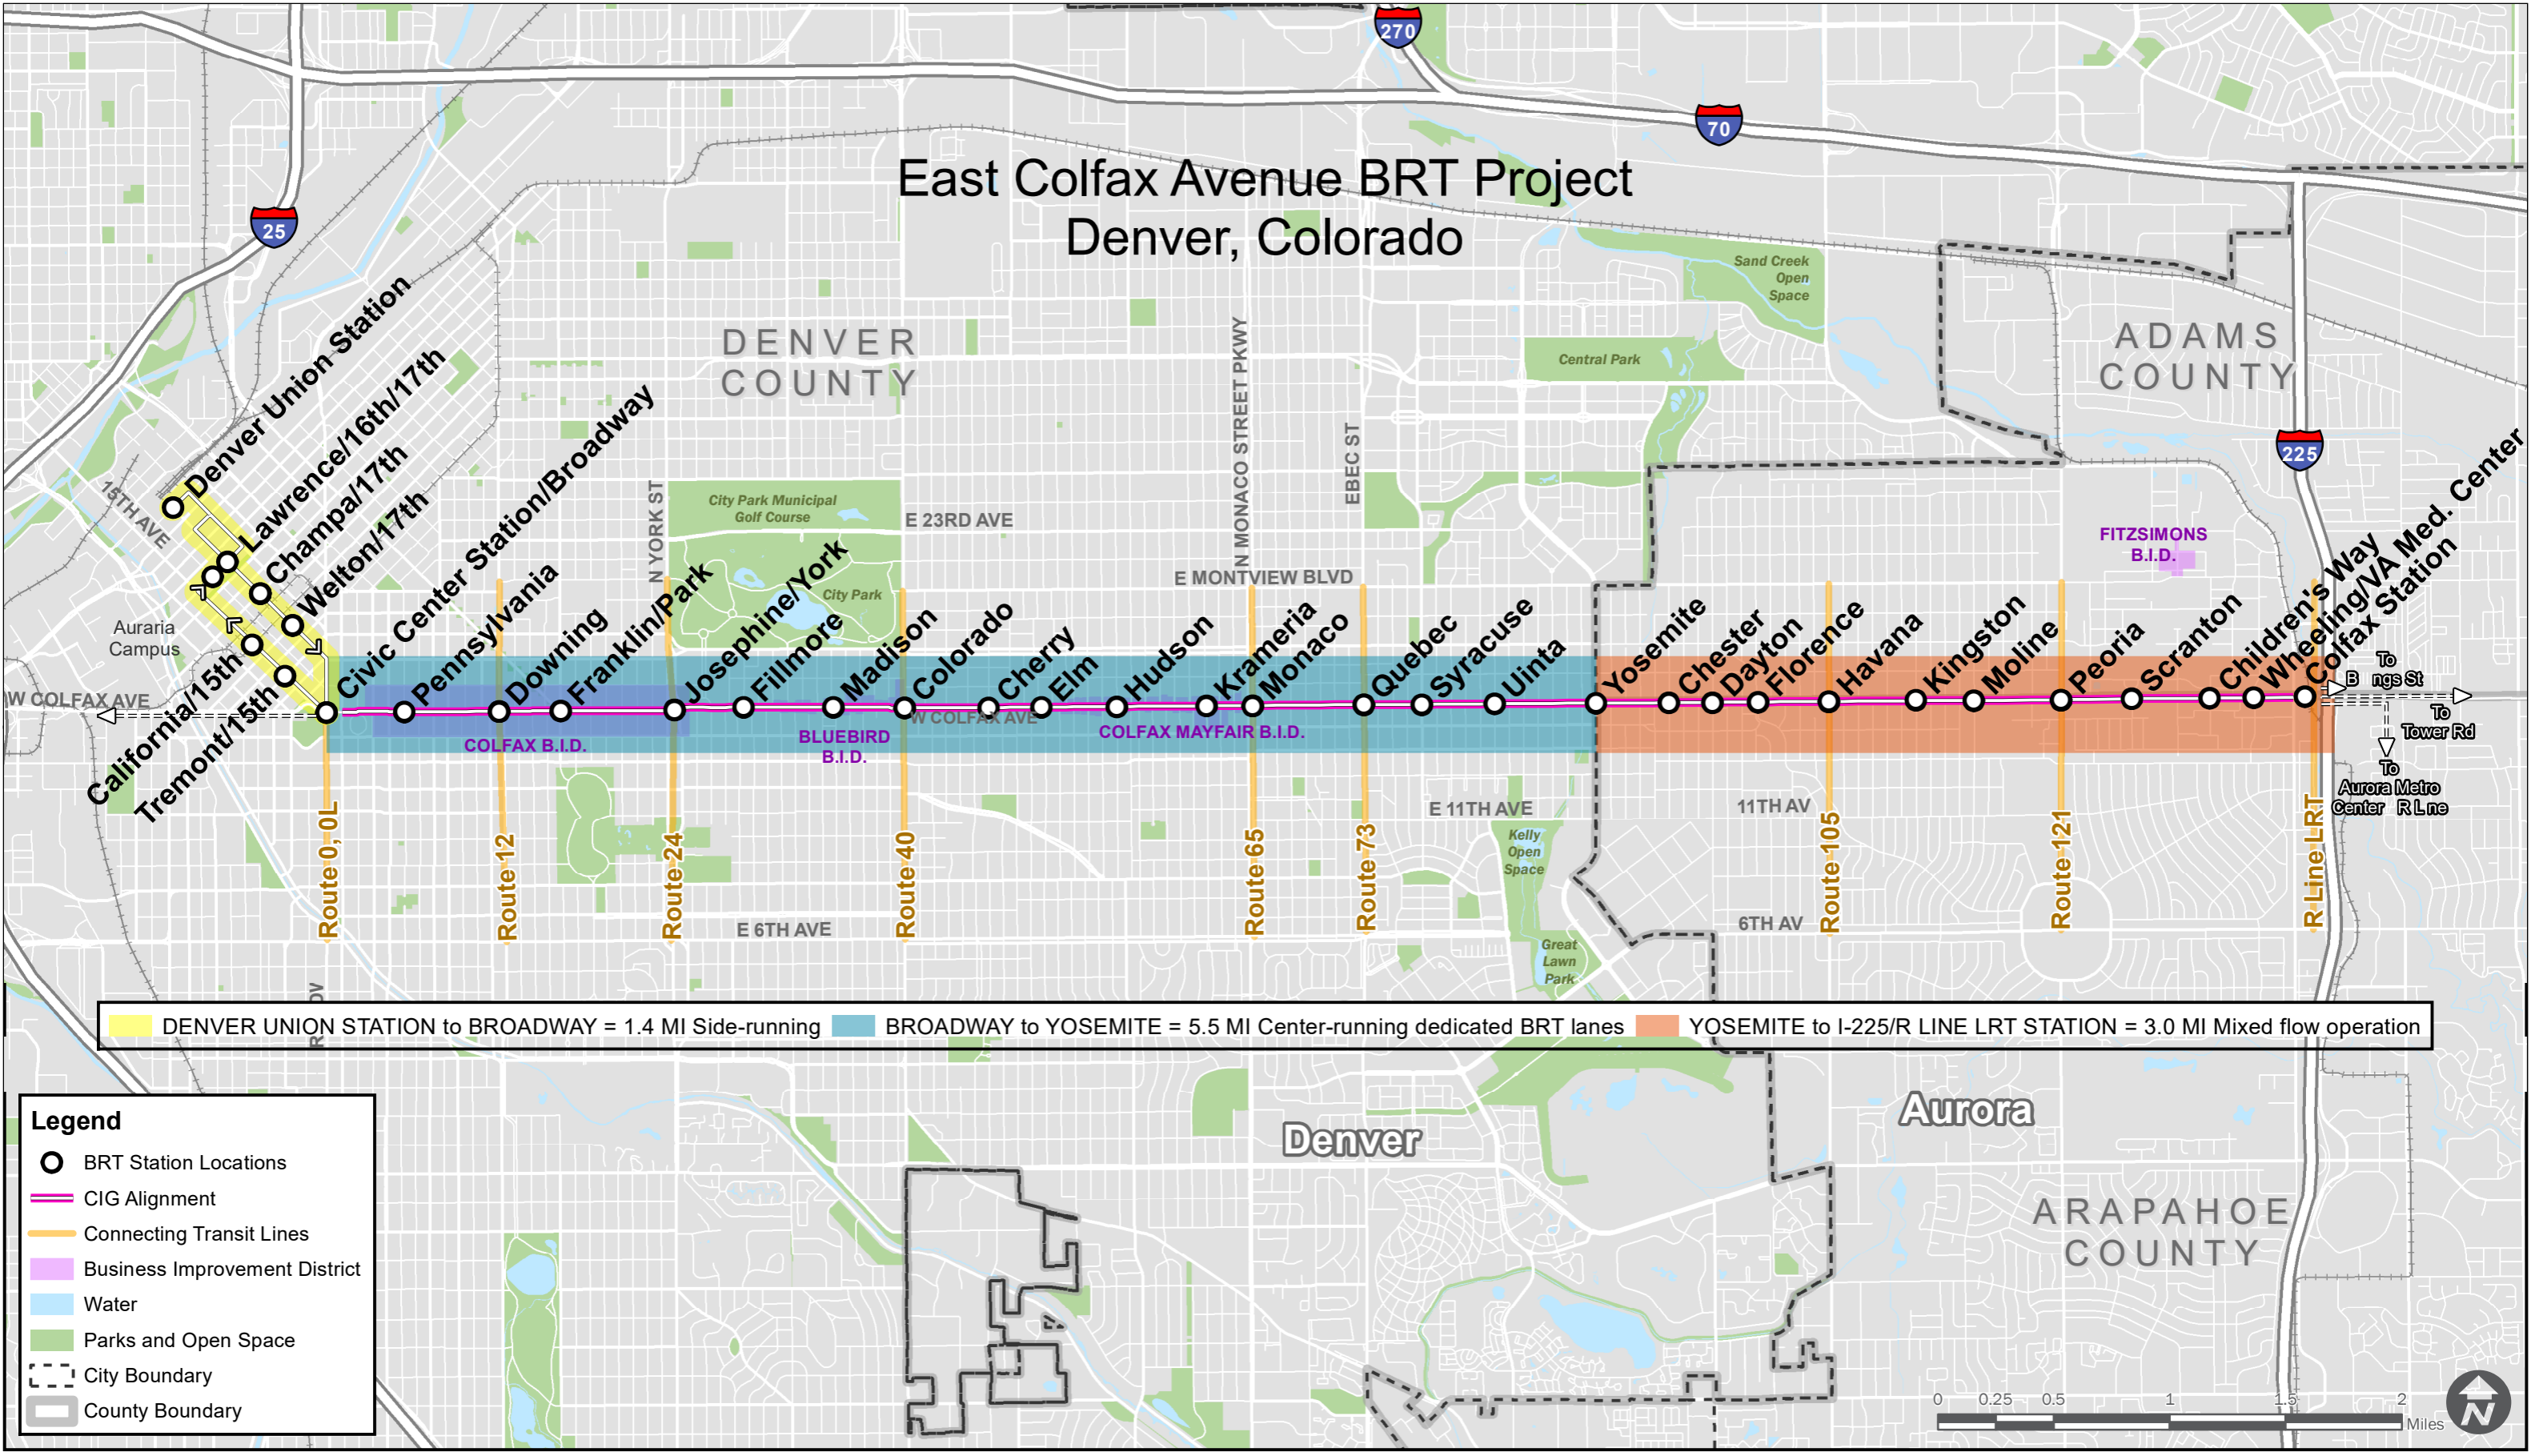 270
70
East Colfax Avenue BRT Project
Denver, Colorado
25
Sand Creek
Open
Space
DENVER
COUNTY
ADAMS
COUNTY
Central Park
225
N MONACO STREET PKWY
EBEC ST
N YORK ST
15TH AVE
City Park Municipal
Golf Course
E 23RD AVE
FITZSIMONS
B.I.D.
E MONTVIEW BLVD
City Park
Auraria
Campus
W COLFAX AVE
Denver Union Station
Lawrence/16th/17th
Champa/17th
Welton/17th
California/15th
Tremont/15th
Civic Center Station/Broadway
Pennsylvania
Downing
Franklin/Park
Josephine/York
Fillmore
Madison
Colorado
Cherry
Elm
Hudson
Krameria
Monaco
Quebec
Syracuse
Uinta
Yosemite
Chester
Dayton
Florence
Havana
Kingston
Moline
Peoria
Scranton
Children's Way
Wheeling/VA Med. Center
Colfax Station
W COLFAX AVE
COLFAX B.I.D.
BLUEBIRD
B.I.D.
COLFAX MAYFAIR B.I.D.
To
B ngs St
To
Tower Rd
To
Aurora Metro
Center R L ne
E 11TH AVE
11TH AV
Kelly
Open
Space
Route 0, 0L
Route 12
Route 24
Route 40
Route 65
Route 73
Route 105
Route 121
R Line LRT
E 6TH AVE
6TH AV
Great
Lawn
Park
DENVER UNION STATION to BROADWAY = 1.4 MI Side-running
BROADWAY to YOSEMITE = 5.5 MI Center-running dedicated BRT lanes
YOSEMITE to I-225/R LINE LRT STATION = 3.0 MI Mixed flow operation
Denver
Aurora
ARAPAHOE
COUNTY
Legend
BRT Station Locations
CIG Alignment
Connecting Transit Lines
Business Improvement District
Water
Parks and Open Space
City Boundary
County Boundary
0 0.25 0.5 1 1.5 2
Miles
N